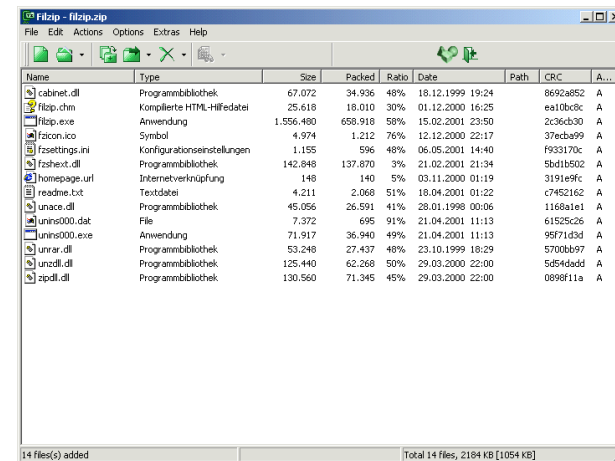 Filzip - filzip.zip
File Edit Actions Options Extras Help
Name Type Size Packed Ratio Date Path CRC A...
cabinet.dll Programmbibliothek 67.072 34.936 48% 18.12.1999 19:24 8692a852 A
filzip.chm Kompilierte HTML-Hilfedatei 25.618 18.010 30% 01.12.2000 16:25 ea10bc8c A
filzip.exe Anwendung 1.556.480 658.918 58% 15.02.2001 23:50 2c36cb30 A
fzicon.ico Symbol 4.974 1.212 76% 12.12.2000 22:17 37ecba99 A
fzsettings.ini Konfigurationseinstellungen 1.155 596 48% 06.05.2001 14:40 f933170c A
fzshext.dll Programmbibliothek 142.848 137.870 3% 21.02.2001 21:34 5bd1b502 A
homepage.url Internetverknüpfung 148 140 5% 03.11.2000 01:19 3191e9fc A
readme.txt Textdatei 4.211 2.068 51% 18.04.2001 01:22 c7452162 A
unace.dll Programmbibliothek 45.056 26.591 41% 28.01.1998 00:06 1168a1e1 A
unins000.dat File 7.372 695 91% 21.04.2001 11:13 61525c26 A
unins000.exe Anwendung 71.917 36.940 49% 21.04.2001 11:13 95f71d3d A
unrar.dll Programmbibliothek 53.248 27.437 48% 23.10.1999 18:29 5700bb97 A
unzdll.dll Programmbibliothek 125.440 62.268 50% 29.03.2000 22:00 5d54dadd A
zipdll.dll Programmbibliothek 130.560 71.345 45% 29.03.2000 22:00 0898f11a A
14 files(s) added Total 14 files, 2184 KB [1054 KB]